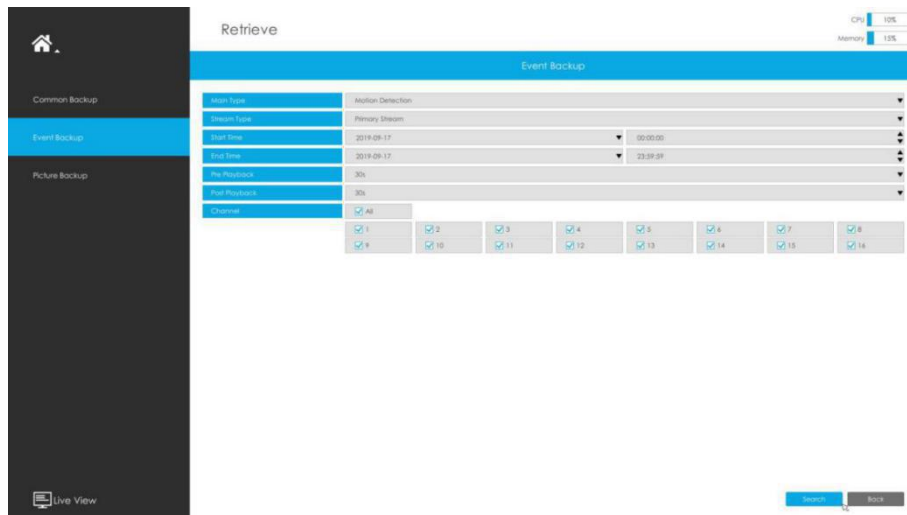 Retrieve
CPU 10%
Memory 15%
Event Backup
Common Backup
Event Backup
Picture Backup
Main Type Motion Detection
Stream Type Primary Stream
Start Time 2019-09-17 00:00:00
End Time 2019-09-17 23:59:59
Pre Playback 30s
Post Playback 30s
Channel All
1 2 3 4 5 6 7 8
9 10 11 12 13 14 15 16
Live View
Search Back